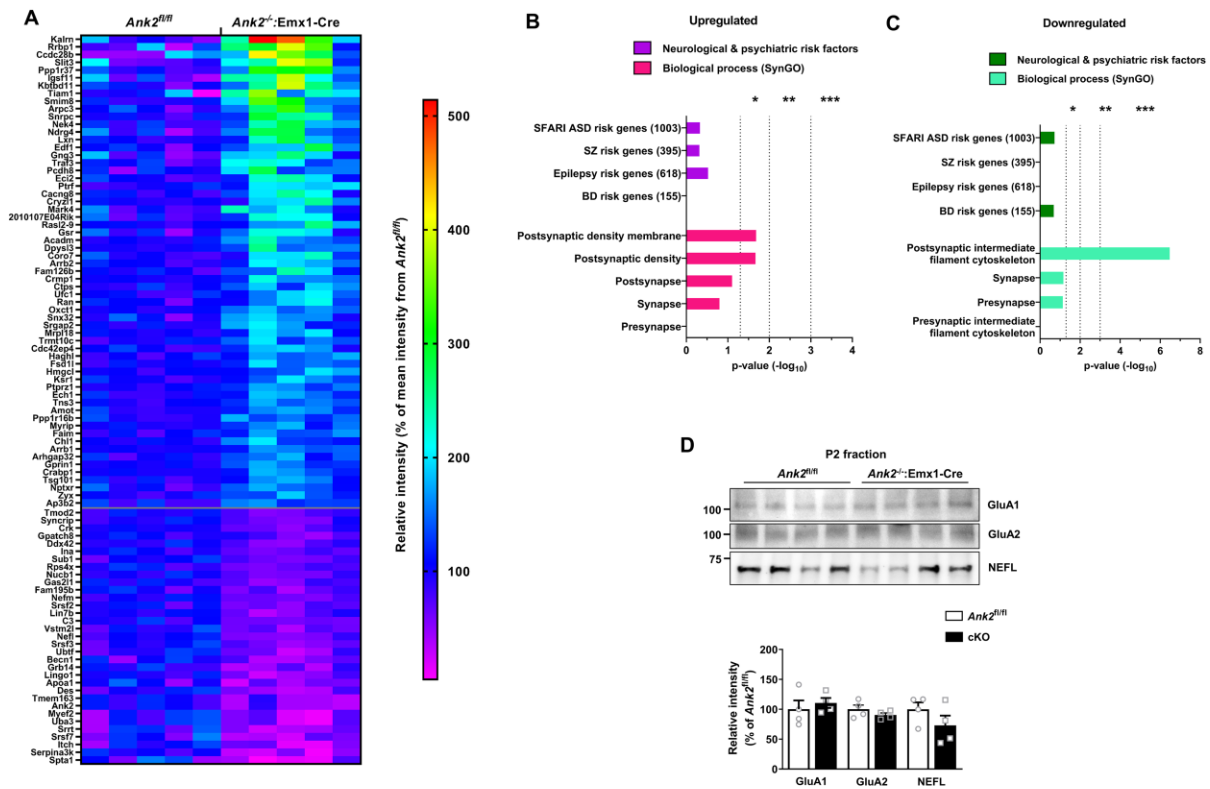 A
Ank2fl/fl
Ank2-/-:Emx1-Cre
Kalrn
Rrbp1
Ccdc28b
Slit3
Ppp1r37
Igsf11
Kbtbd11
Tiam1
Smim8
Arpc3
Snrpc
Nek4
Ndrg4
Lxn
Edf1
Gng3
Traf3
Pcdh8
Eci2
Ptrf
Cacng8
Cryzl1
Mark4
2010107E04Rik
Rasl2-9
Gsr
Acadm
Dpysl3
Coro7
Arrb2
Fam126b
Crmp1
Ctps
Ufc1
Ran
Oxct1
Snx32
Srgap2
Mrpl18
Trmt10c
Cdc42ep4
Haghl
Fsd1l
Hmgcl
Ksr1
Ptprz1
Ech1
Tns3
Amot
Ppp1r16b
Myrip
Faim
Chl1
Arrb1
Arhgap32
Gprin1
Crabp1
Tsg101
Nptxr
Zyx
Ap3b2
Tmod2
Syncrip
Crk
Gpatch8
Ddx42
Ina
Sub1
Rps4x
Nucb1
Gas2l1
Fam195b
Nefm
Srsf2
Lin7b
C3
Vstm2l
Nefl
Srsf3
Ubtf
Becn1
Grb14
Lingo1
Apoa1
Des
Tmem163
Ank2
Myef2
Uba3
Srrt
Srsf7
Itch
Serpina3k
Spta1
Relative intensity (% of mean intensity from Ank2fl/fl)
500
400
300
200
100
B
Upregulated
Neurological & psychiatric risk factors
Biological process (SynGO)
* ** ***
SFARI ASD risk genes (1003)
SZ risk genes (395)
Epilepsy risk genes (618)
BD risk genes (155)
Postsynaptic density membrane
Postsynaptic density
Postsynapse
Synapse
Presynapse
0 1 2 3 4
p-value (-log10)
C
Downregulated
Neurological & psychiatric risk factors
Biological process (SynGO)
* ** ***
SFARI ASD risk genes (1003)
SZ risk genes (395)
Epilepsy risk genes (618)
BD risk genes (155)
Postsynaptic intermediate
filament cytoskeleton
Synapse
Presynapse
Presynaptic intermediate
filament cytoskeleton
0 2 4 6 8
p-value (-log10)
D
P2 fraction
Ank2fl/fl
Ank2-/-:Emx1-Cre
100
GluA1
100
GluA2
75
NEFL
Ank2fl/fl
cKO
Relative intensity
(% of Ank2fl/fl)
200
150
100
50
0
GluA1 GluA2 NEFL